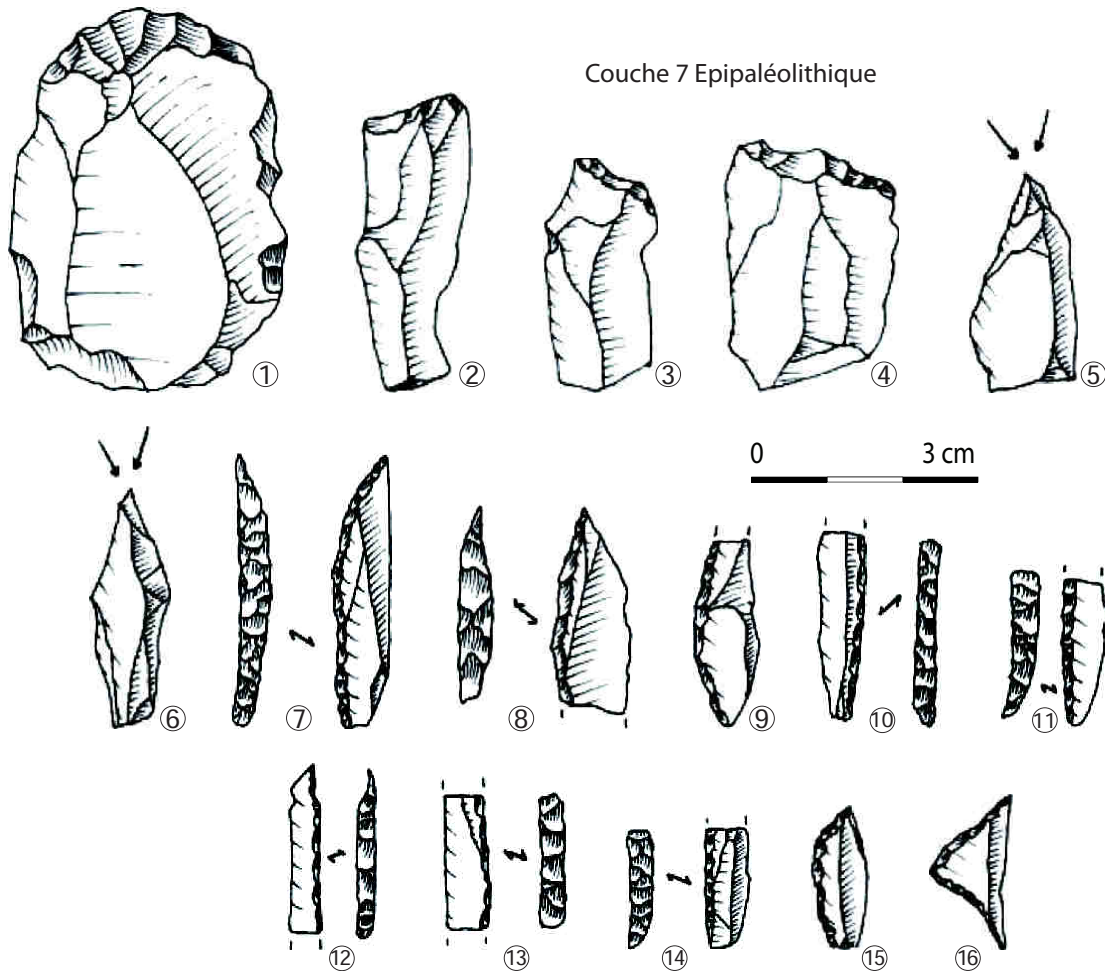 Couche 7 Epipaléolithique
① ② ③ ④ ⑤
0 3 cm
⑥ ⑦ ⑧ ⑨ ⑩ ⑪
⑫ ⑬ ⑭ ⑮ ⑯